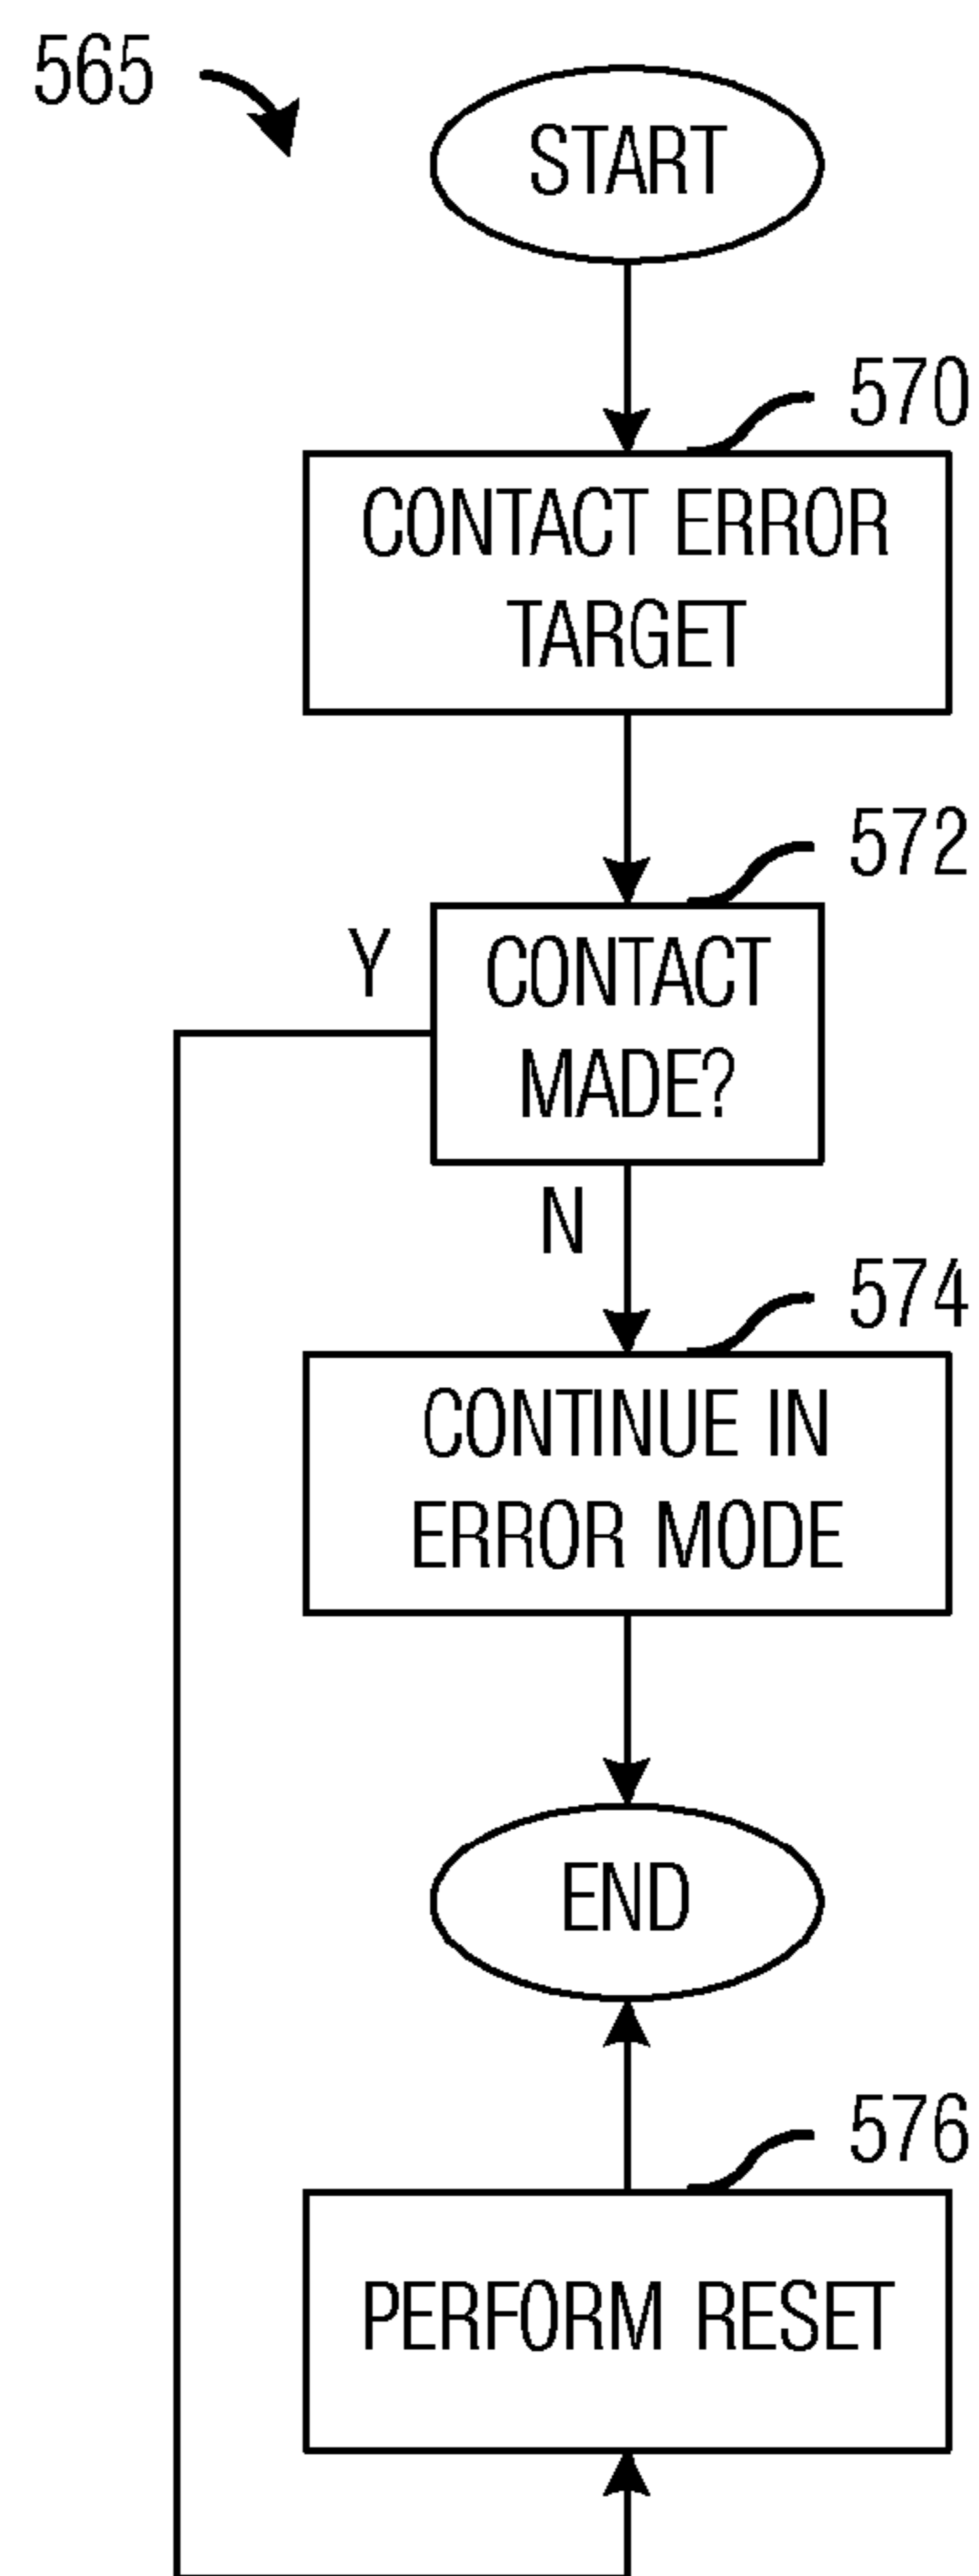 565
START
570
CONTACT ERROR
TARGET
572
Y
CONTACT
MADE?
N
574
CONTINUE IN
ERROR MODE
END
576
PERFORM RESET